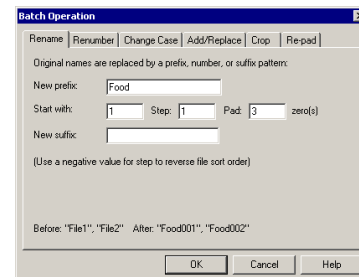 Batch Operation
Rename Renumber Change Case Add/Replace Crop Re-pad
Original names are replaced by a prefix, number, or suffix pattern:
New prefix: Food
Start with: 1 Step: 1 Pad: 3 zero(s)
New suffix:
(Use a negative value for step to reverse file sort order)
Before: "File1", "File2" After: "Food001", "Food002"
OK Cancel Help